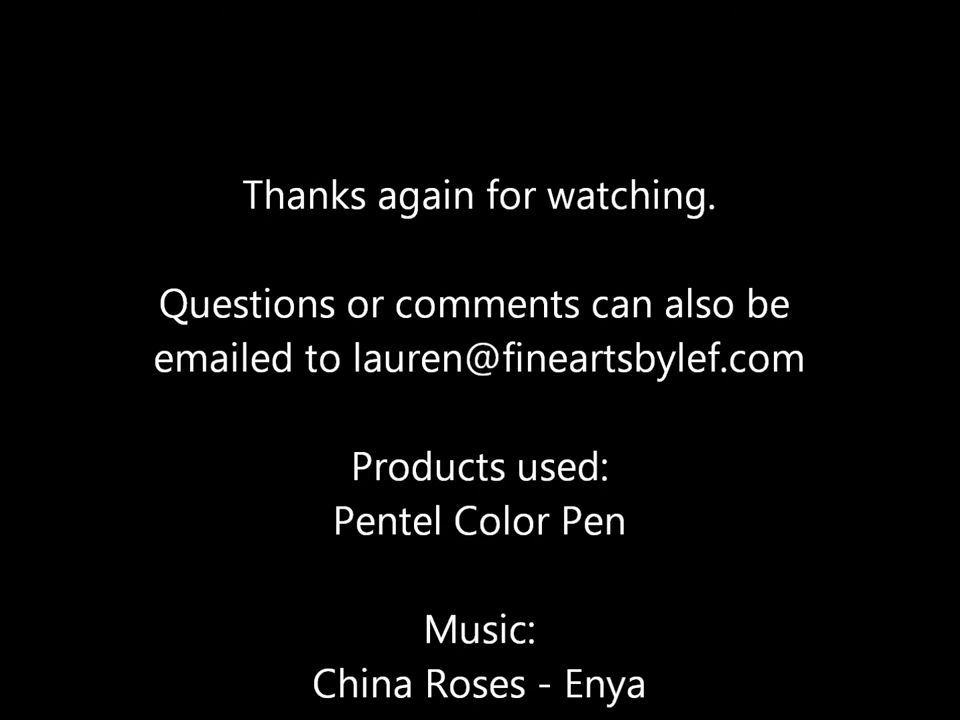 Thanks again for watching.
Questions or comments can also be
emailed to lauren@fineartsbylef.com
Products used:
Pentel Color Pen
Music:
China Roses - Enya